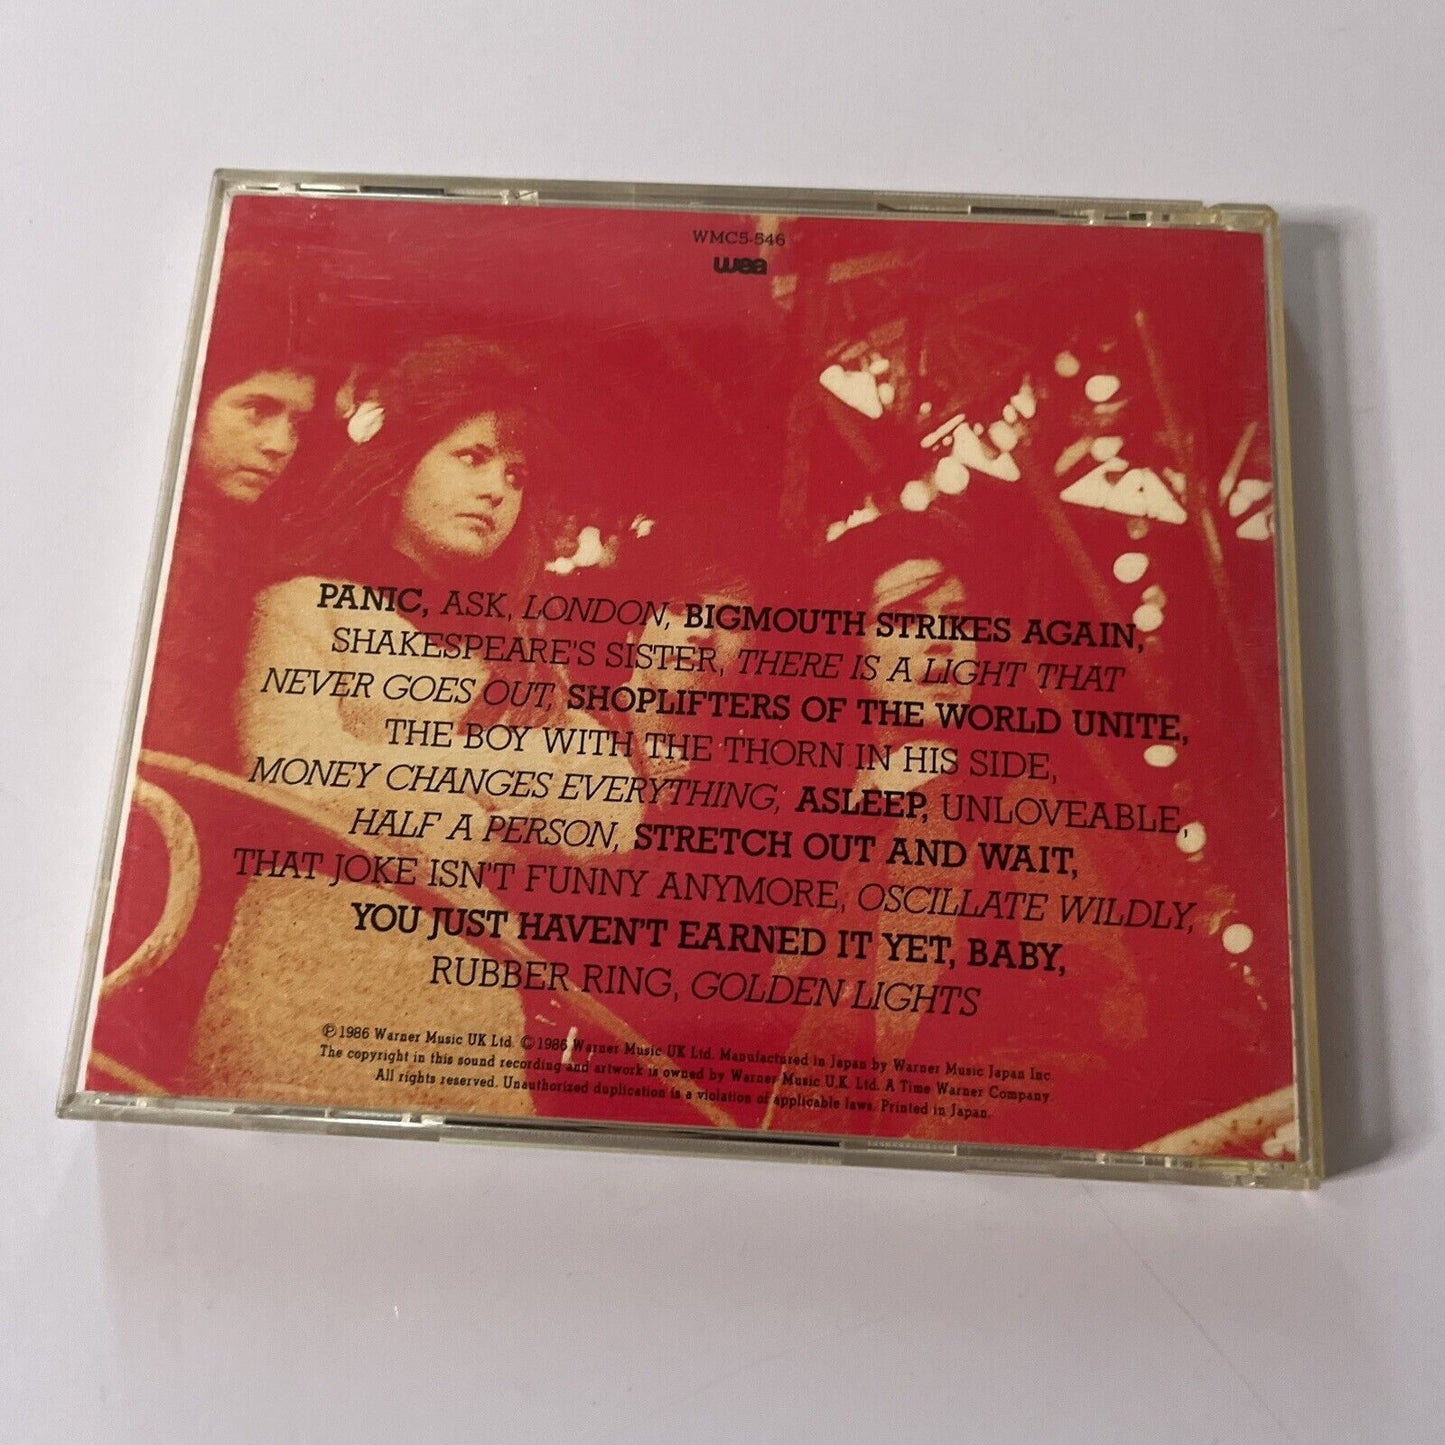 WMC5-546
wea
PANIC, ASK, LONDON, BIGMOUTH STRIKES AGAIN,
SHAKESPEARE'S SISTER, THERE IS A LIGHT THAT
NEVER GOES OUT, SHOPLIFTERS OF THE WORLD UNITE,
THE BOY WITH THE THORN IN HIS SIDE,
MONEY CHANGES EVERYTHING, ASLEEP, UNLOVEABLE,
HALF A PERSON, STRETCH OUT AND WAIT,
THAT JOKE ISN'T FUNNY ANYMORE, OSCILLATE WILDLY,
YOU JUST HAVEN'T EARNED IT YET, BABY,
RUBBER RING, GOLDEN LIGHTS
℗ 1986 Warner Music UK Ltd. © 1986 Warner Music UK Ltd. Manufactured in Japan by Warner Music Japan Inc.
The copyright in this sound recording and artwork is owned by Warner Music U.K. Ltd. A Time Warner Company.
All rights reserved. Unauthorized duplication is a violation of applicable laws. Printed in Japan.